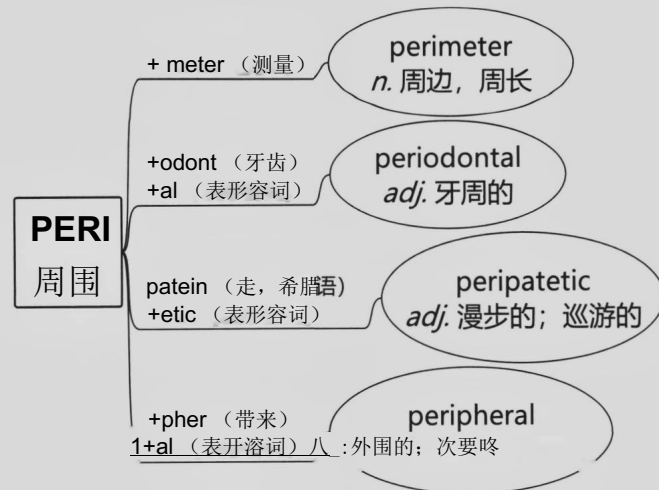 + meter （测量）
perimeter
n. 周边，周长
+odont （牙齿）
+al （表形容词）
periodontal
adj. 牙周的
PERI
周围
patein （走，希腊语）
+etic （表形容词）
peripatetic
adj. 漫步的；巡游的
+pher （带来）
peripheral
1+al （表开溶词）八 :外围的；次要咚